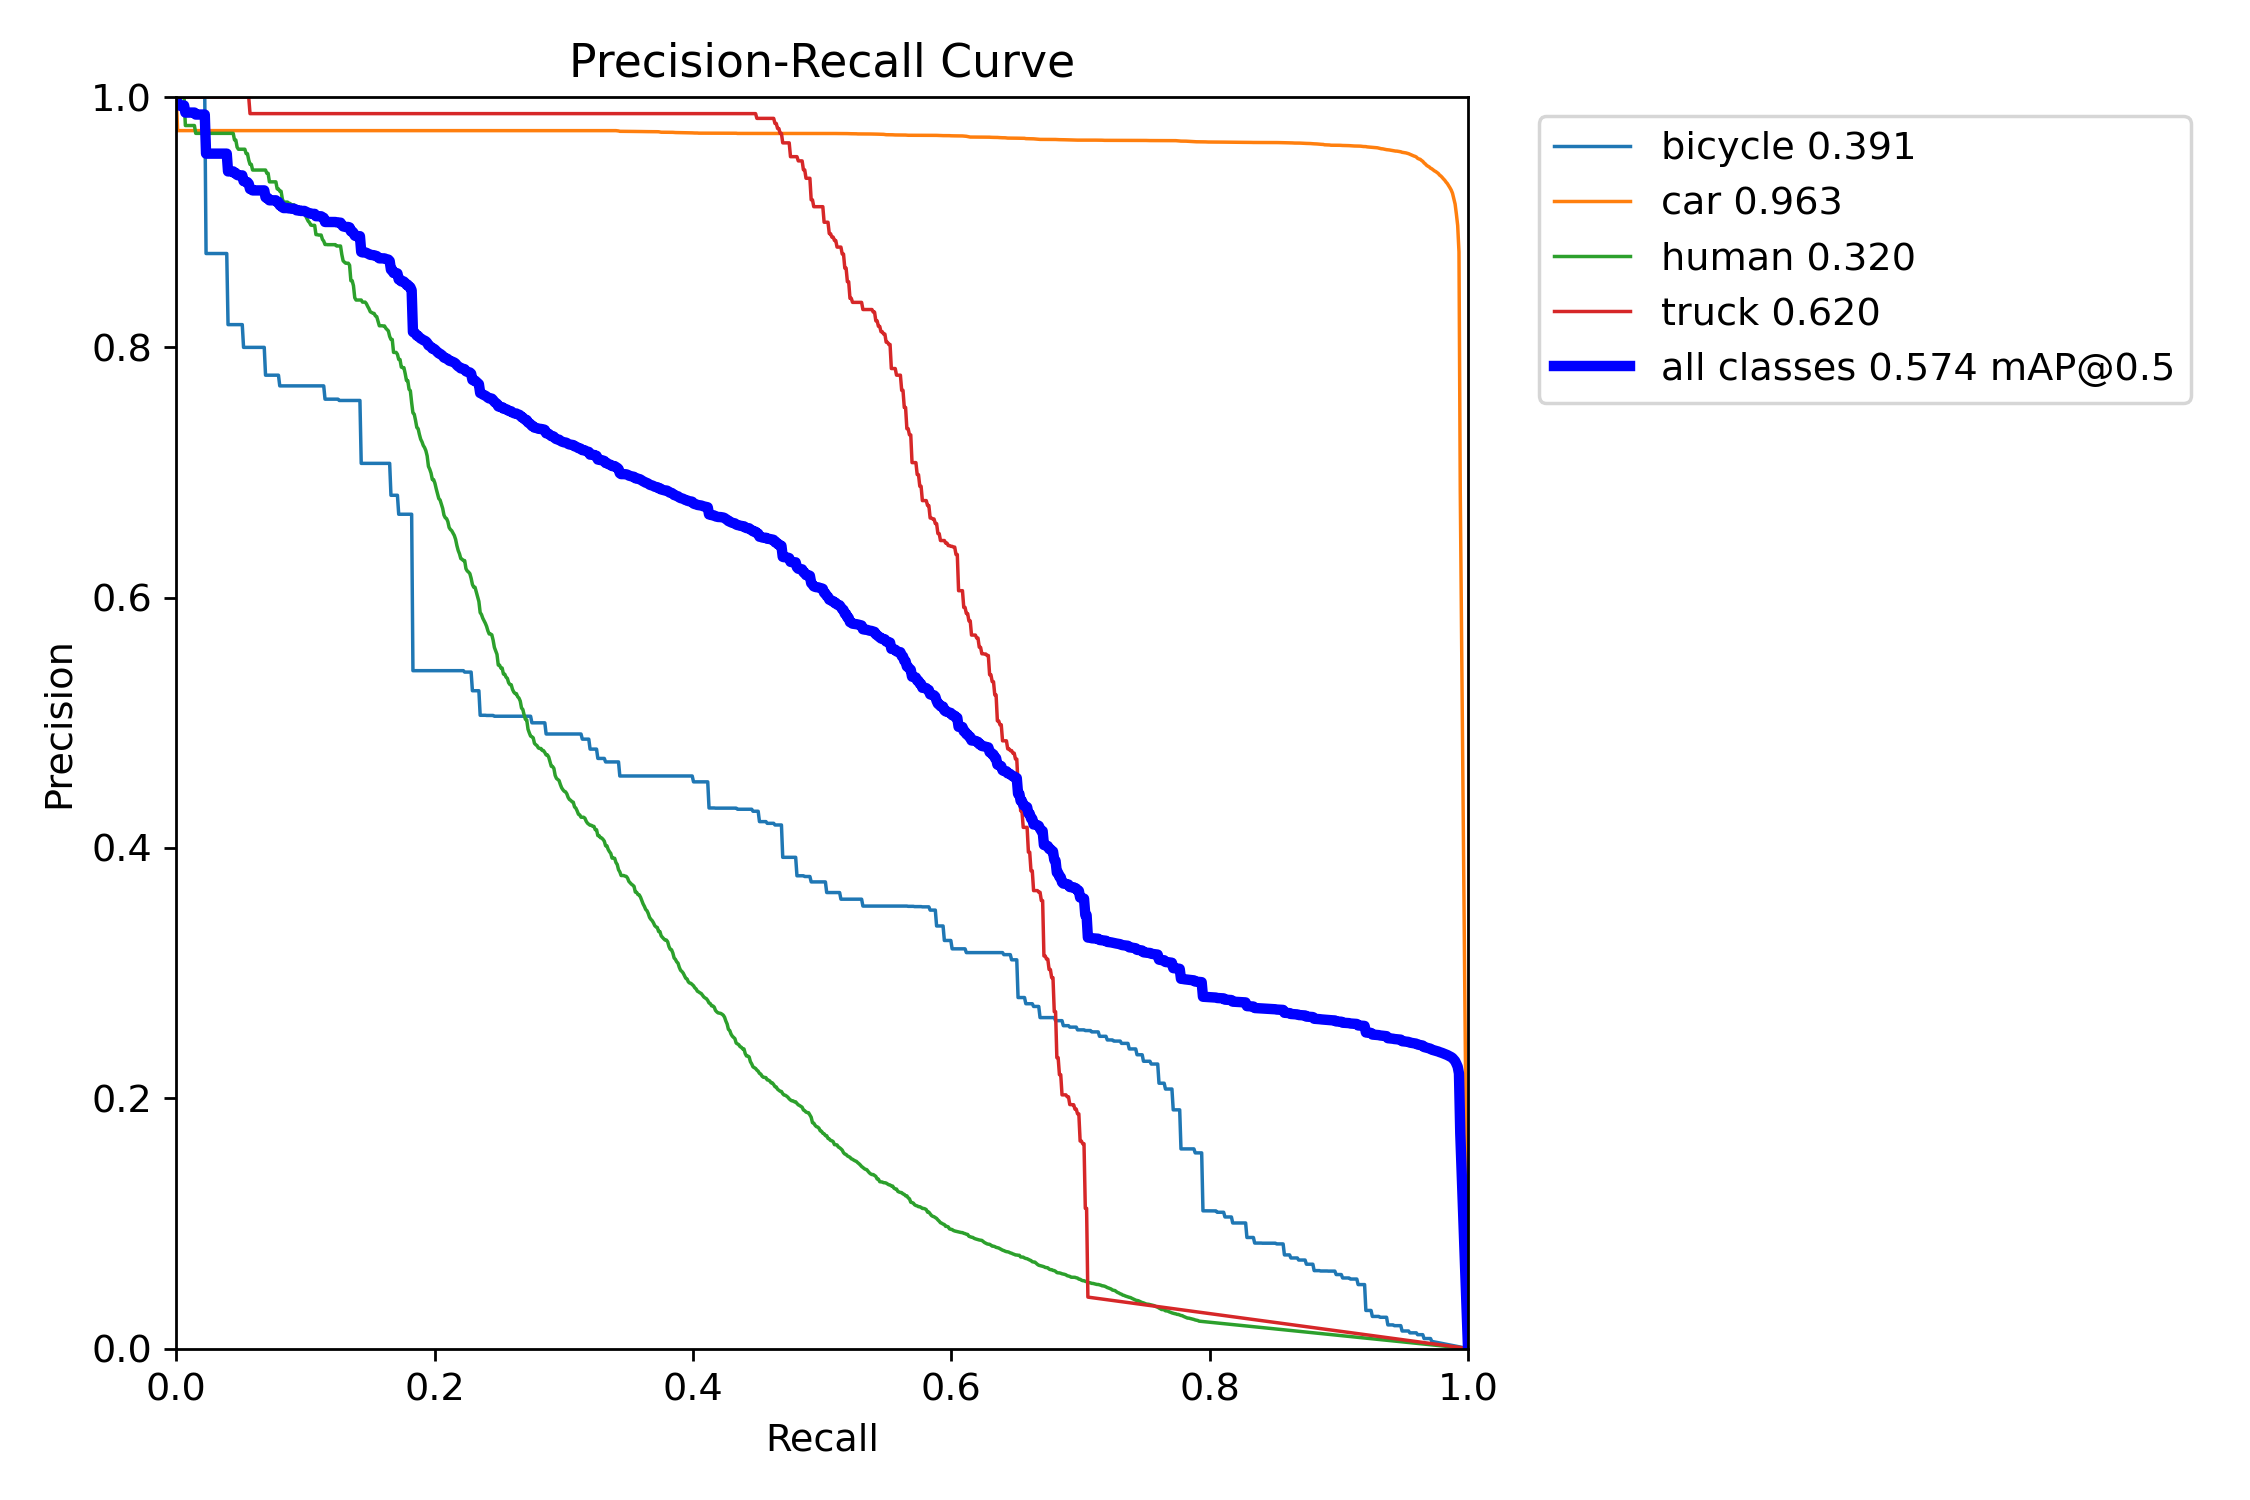 Precision-Recall Curve
1.0
0.8
0.6
0.4
0.2
0.0
Precision
0.0 0.2 0.4 0.6 0.8 1.0
Recall
bicycle 0.391
car 0.963
human 0.320
truck 0.620
all classes 0.574 mAP@0.5